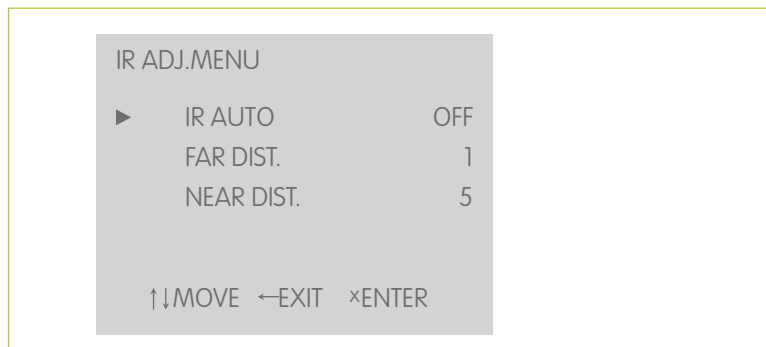 IR ADJ.MENU
▶ IR AUTO OFF
FAR DIST. 1
NEAR DIST. 5
↑↓MOVE ←EXIT ×ENTER